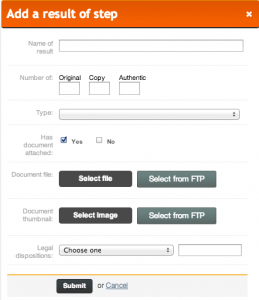 Add a result of step
Name of
result
Number of: Original Copy Authentic
Type:
Has
document
attached:
Yes No
Document file: Select file Select from FTP
Document
thumbnail:
Select image Select from FTP
Legal
dispositions:
Choose one
Submit or Cancel